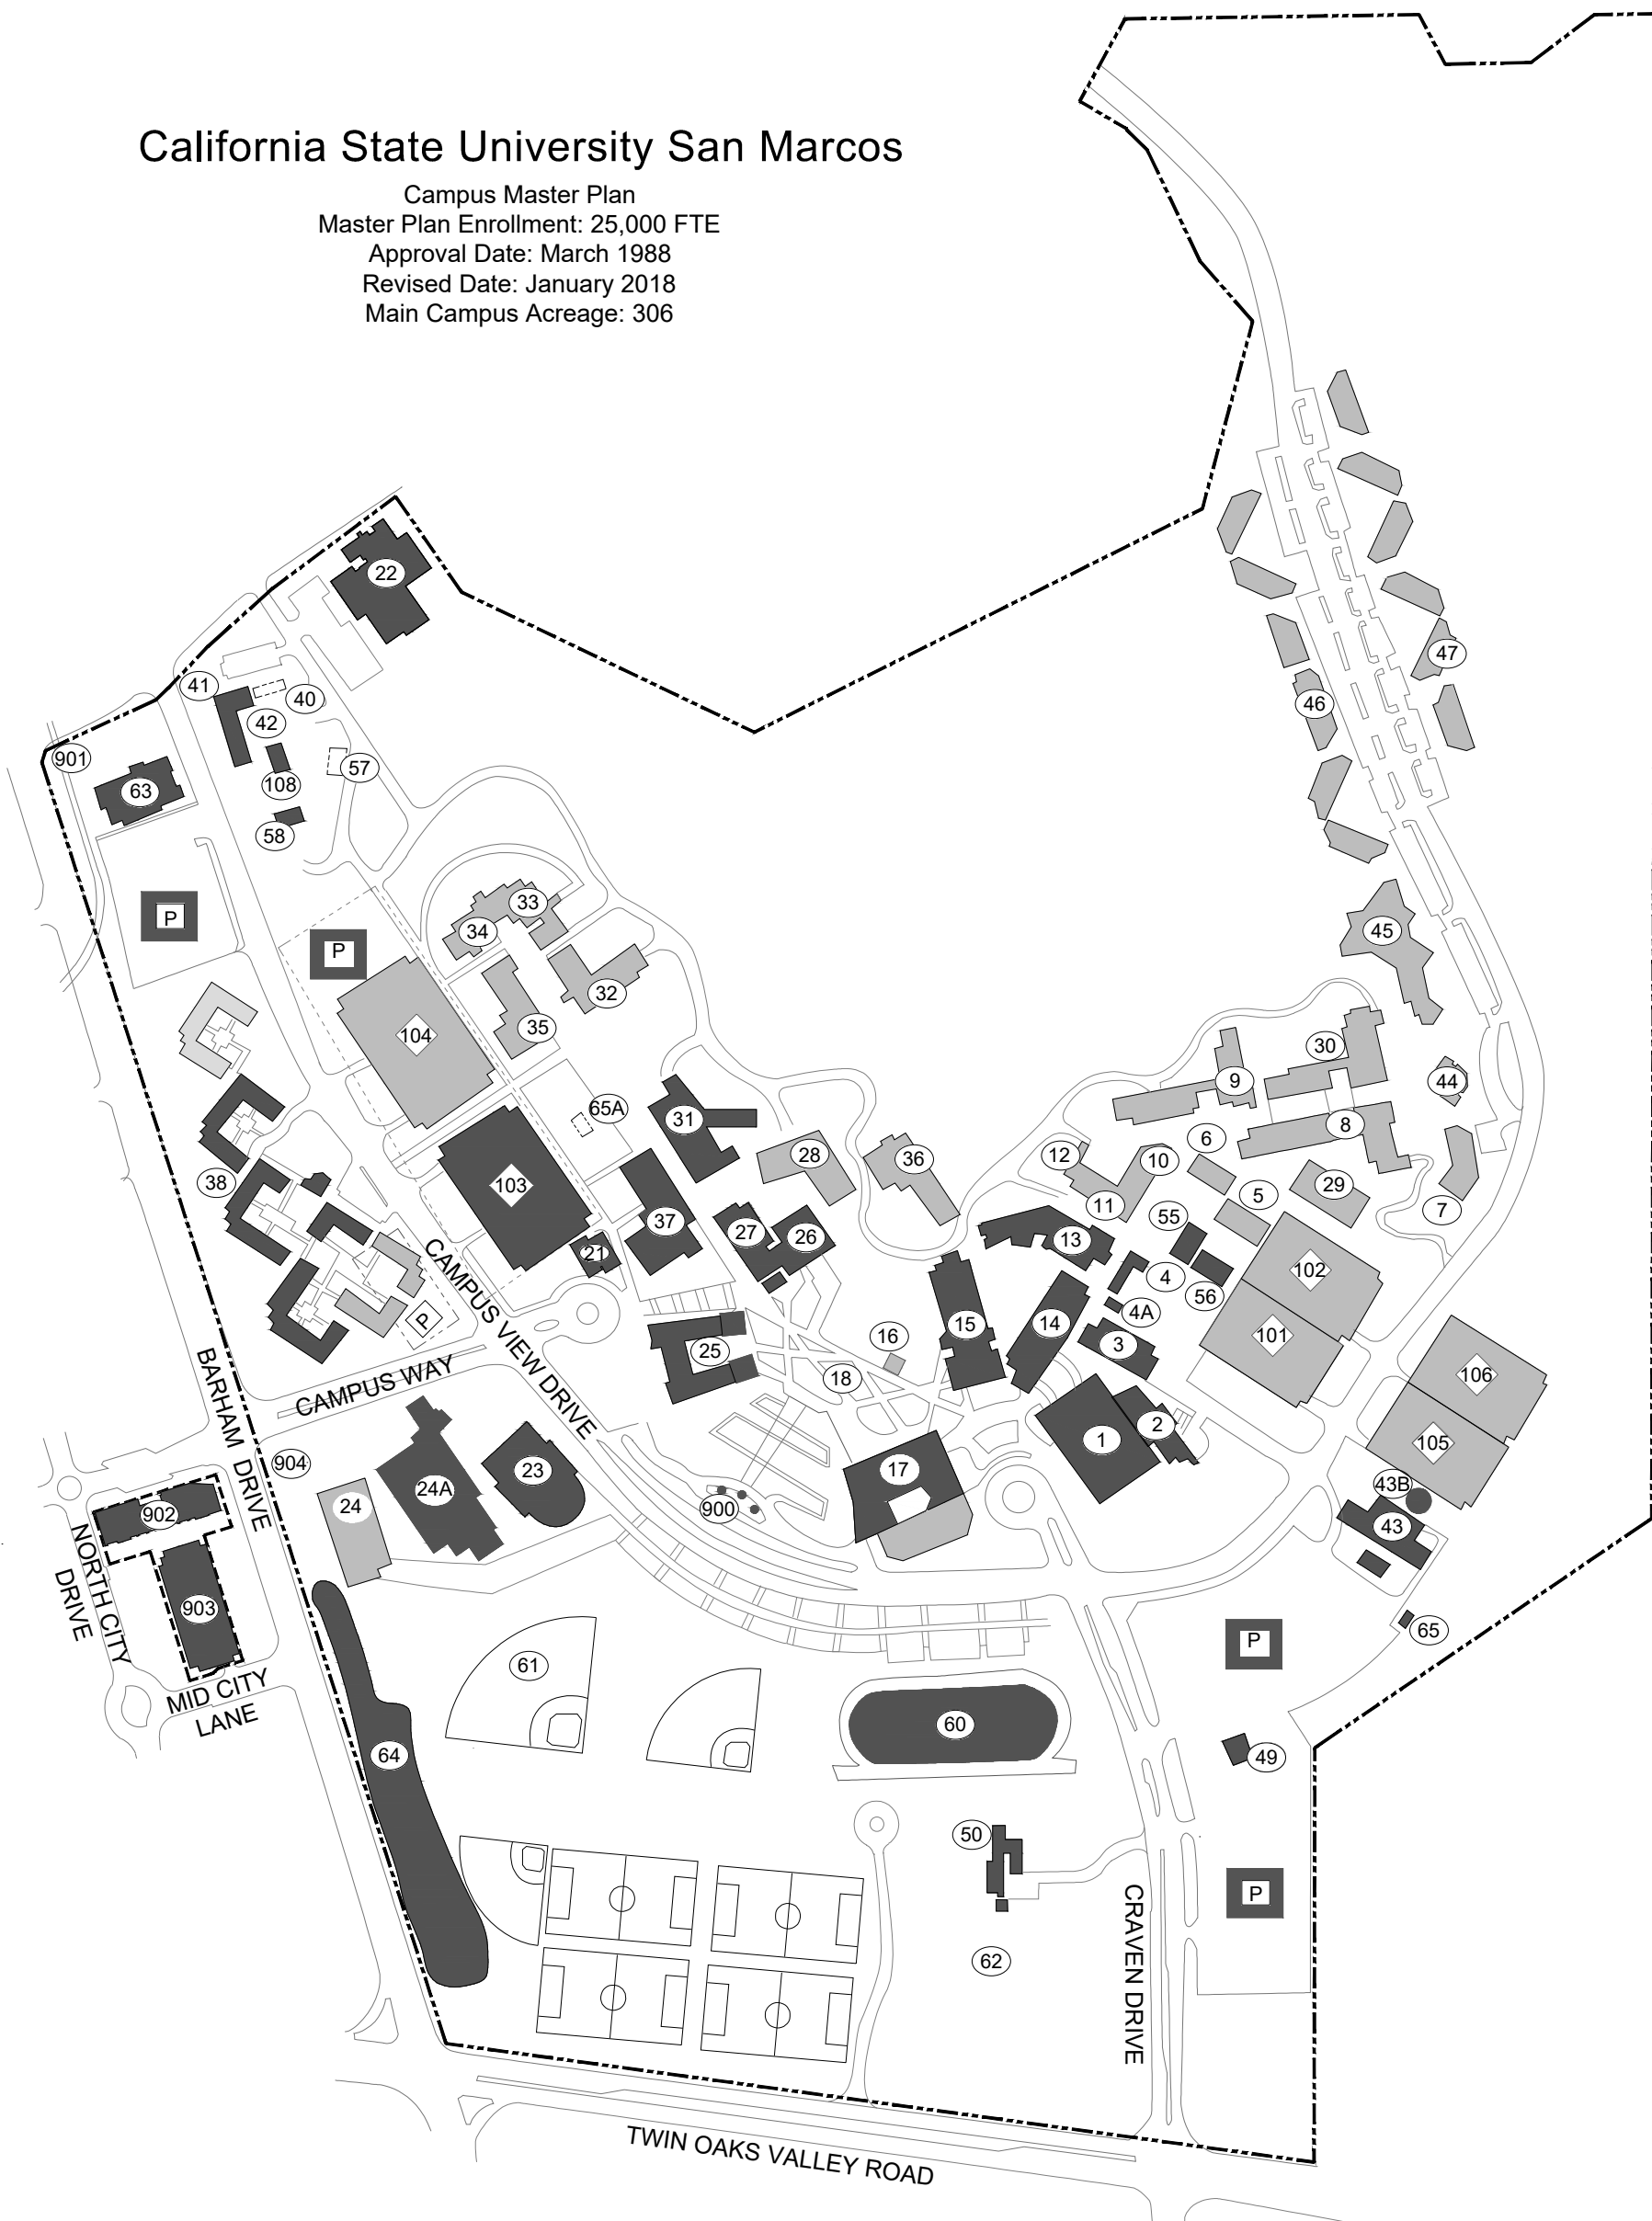 California State University San Marcos
Campus Master Plan
Master Plan Enrollment: 25,000 FTE
Approval Date: March 1988
Revised Date: January 2018
Main Campus Acreage: 306
22
47
41
40
46
42
901
57
108
63
58
33
P
45
34
P
32
35
104
30
9
44
65A
31
8
6
28
12
10
36
38
103
29
5
11
7
55
37
27
26
13
21
102
4
56
4A
P
14
15
101
16
3
25
106
18
CAMPUS VIEW DRIVE
CAMPUS WAY
BARHAM DRIVE
2
1
105
904
23
17
43B
24A
24
900
902
43
NORTH CITY
DRIVE
903
65
P
61
MID CITY
LANE
60
64
49
50
P
62
CRAVEN DRIVE
TWIN OAKS VALLEY ROAD